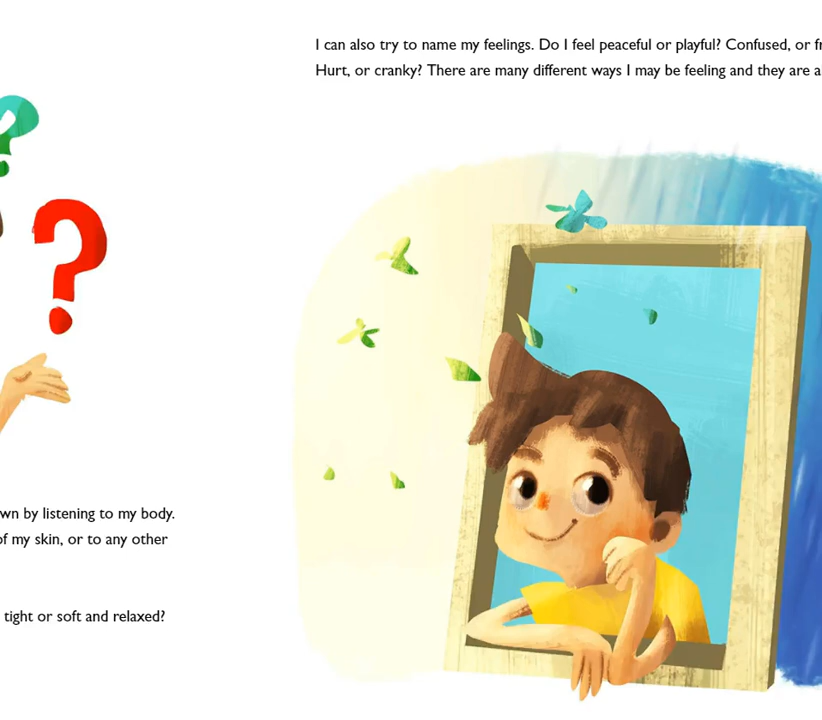 wn by listening to my body.
of my skin, or to any other
tight or soft and relaxed?
I can also try to name my feelings. Do I feel peaceful or playful? Confused, or
Hurt, or cranky? There are many different ways I may be feeling and they are